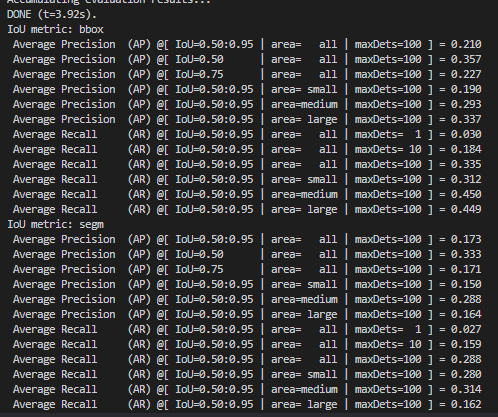 Accumulating evaluation results...
DONE (t=3.92s).
IoU metric: bbox
 Average Precision  (AP) @[ IoU=0.50:0.95 | area=   all | maxDets=100 ] = 0.210
 Average Precision  (AP) @[ IoU=0.50      | area=   all | maxDets=100 ] = 0.357
 Average Precision  (AP) @[ IoU=0.75      | area=   all | maxDets=100 ] = 0.227
 Average Precision  (AP) @[ IoU=0.50:0.95 | area= small | maxDets=100 ] = 0.190
 Average Precision  (AP) @[ IoU=0.50:0.95 | area=medium | maxDets=100 ] = 0.293
 Average Precision  (AP) @[ IoU=0.50:0.95 | area= large | maxDets=100 ] = 0.337
 Average Recall     (AR) @[ IoU=0.50:0.95 | area=   all | maxDets=  1 ] = 0.030
 Average Recall     (AR) @[ IoU=0.50:0.95 | area=   all | maxDets= 10 ] = 0.184
 Average Recall     (AR) @[ IoU=0.50:0.95 | area=   all | maxDets=100 ] = 0.335
 Average Recall     (AR) @[ IoU=0.50:0.95 | area= small | maxDets=100 ] = 0.312
 Average Recall     (AR) @[ IoU=0.50:0.95 | area=medium | maxDets=100 ] = 0.450
 Average Recall     (AR) @[ IoU=0.50:0.95 | area= large | maxDets=100 ] = 0.449
IoU metric: segm
 Average Precision  (AP) @[ IoU=0.50:0.95 | area=   all | maxDets=100 ] = 0.173
 Average Precision  (AP) @[ IoU=0.50      | area=   all | maxDets=100 ] = 0.333
 Average Precision  (AP) @[ IoU=0.75      | area=   all | maxDets=100 ] = 0.171
 Average Precision  (AP) @[ IoU=0.50:0.95 | area= small | maxDets=100 ] = 0.150
 Average Precision  (AP) @[ IoU=0.50:0.95 | area=medium | maxDets=100 ] = 0.288
 Average Precision  (AP) @[ IoU=0.50:0.95 | area= large | maxDets=100 ] = 0.164
 Average Recall     (AR) @[ IoU=0.50:0.95 | area=   all | maxDets=  1 ] = 0.027
 Average Recall     (AR) @[ IoU=0.50:0.95 | area=   all | maxDets= 10 ] = 0.159
 Average Recall     (AR) @[ IoU=0.50:0.95 | area=   all | maxDets=100 ] = 0.288
 Average Recall     (AR) @[ IoU=0.50:0.95 | area= small | maxDets=100 ] = 0.280
 Average Recall     (AR) @[ IoU=0.50:0.95 | area=medium | maxDets=100 ] = 0.314
 Average Recall     (AR) @[ IoU=0.50:0.95 | area= large | maxDets=100 ] = 0.162